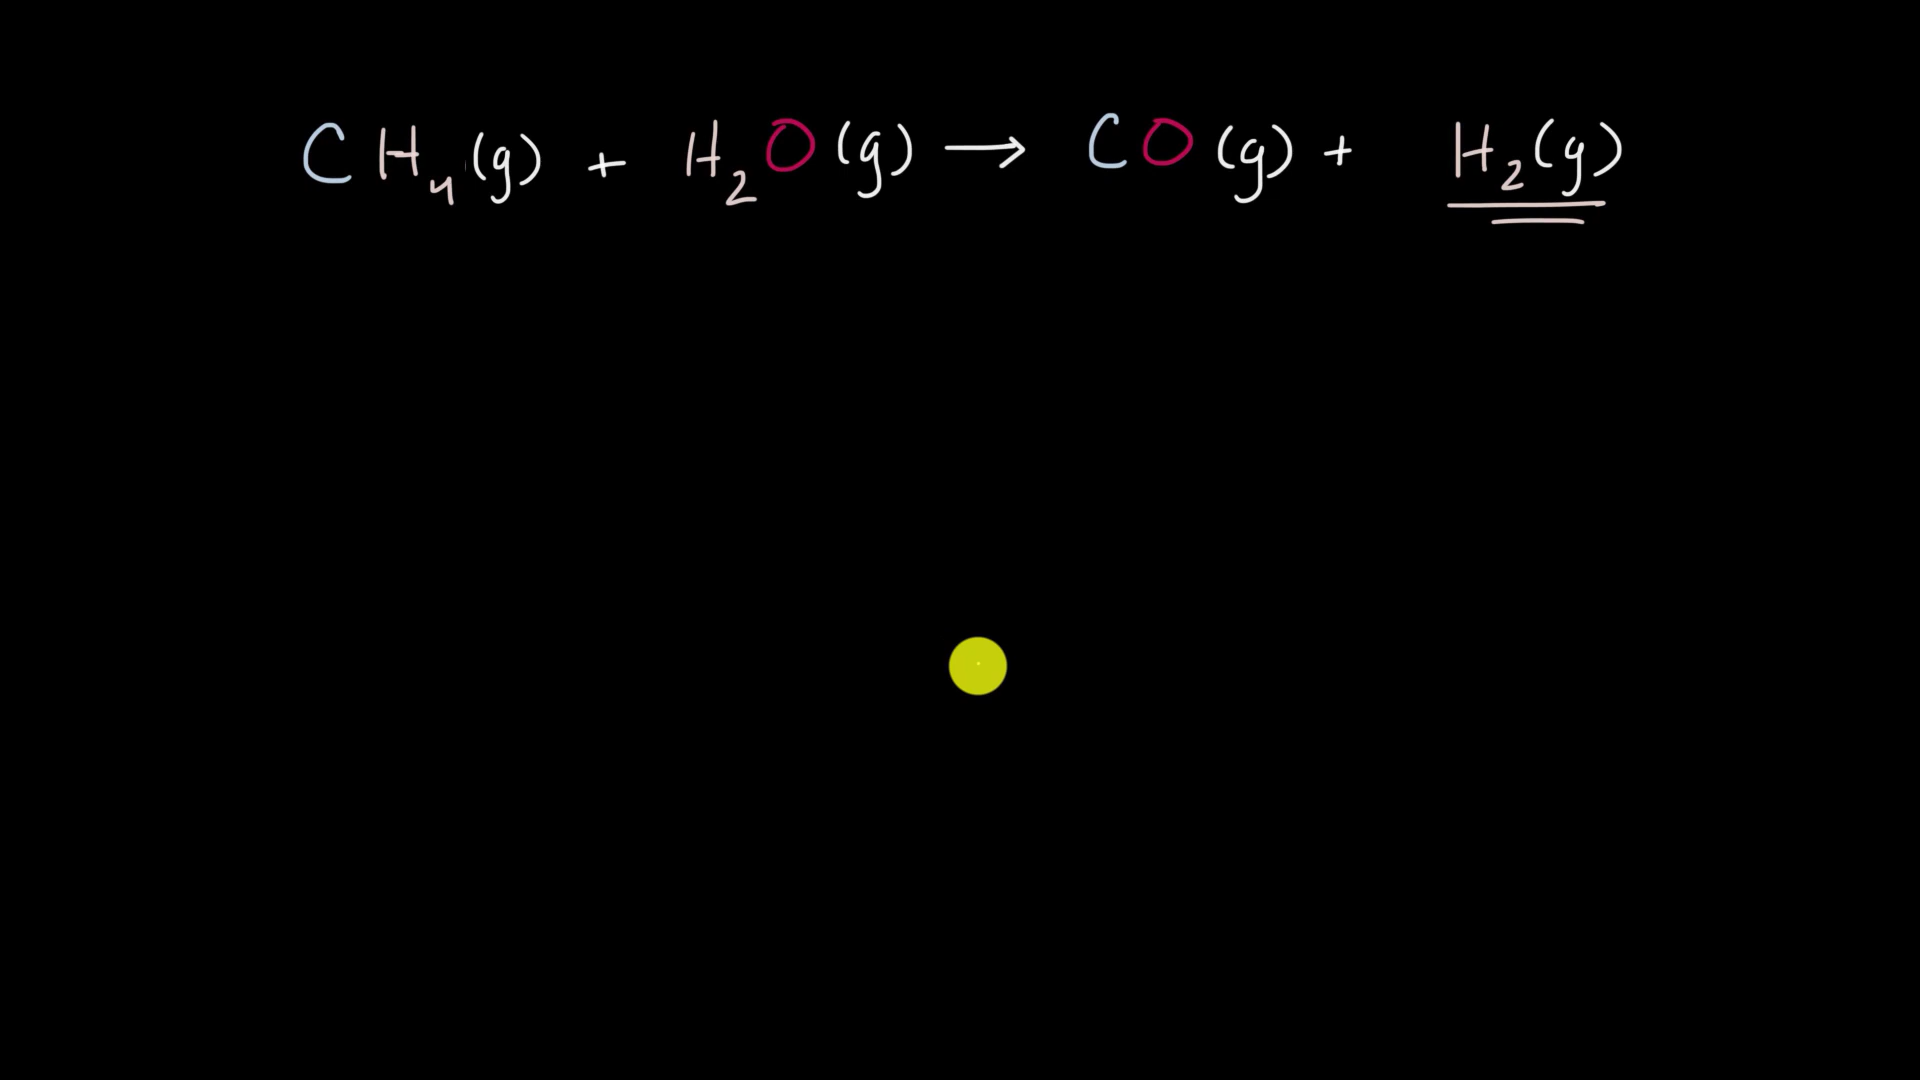 CH₄(g) + H₂O(g) → CO(g) + H₂(g)